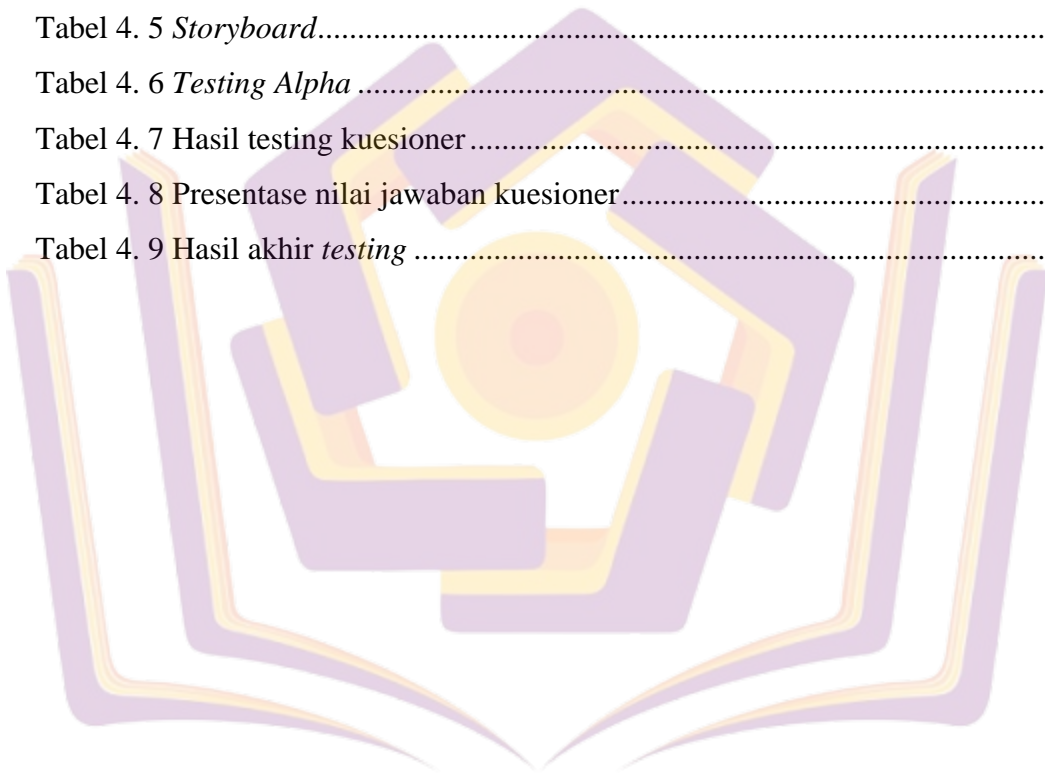 Tabel 4. 5 Storyboard...........................................................................................
Tabel 4. 6 Testing Alpha .....................................................................................
Tabel 4. 7 Hasil testing kuesioner.......................................................................
Tabel 4. 8 Presentase nilai jawaban kuesioner....................................................
Tabel 4. 9 Hasil akhir testing ..............................................................................